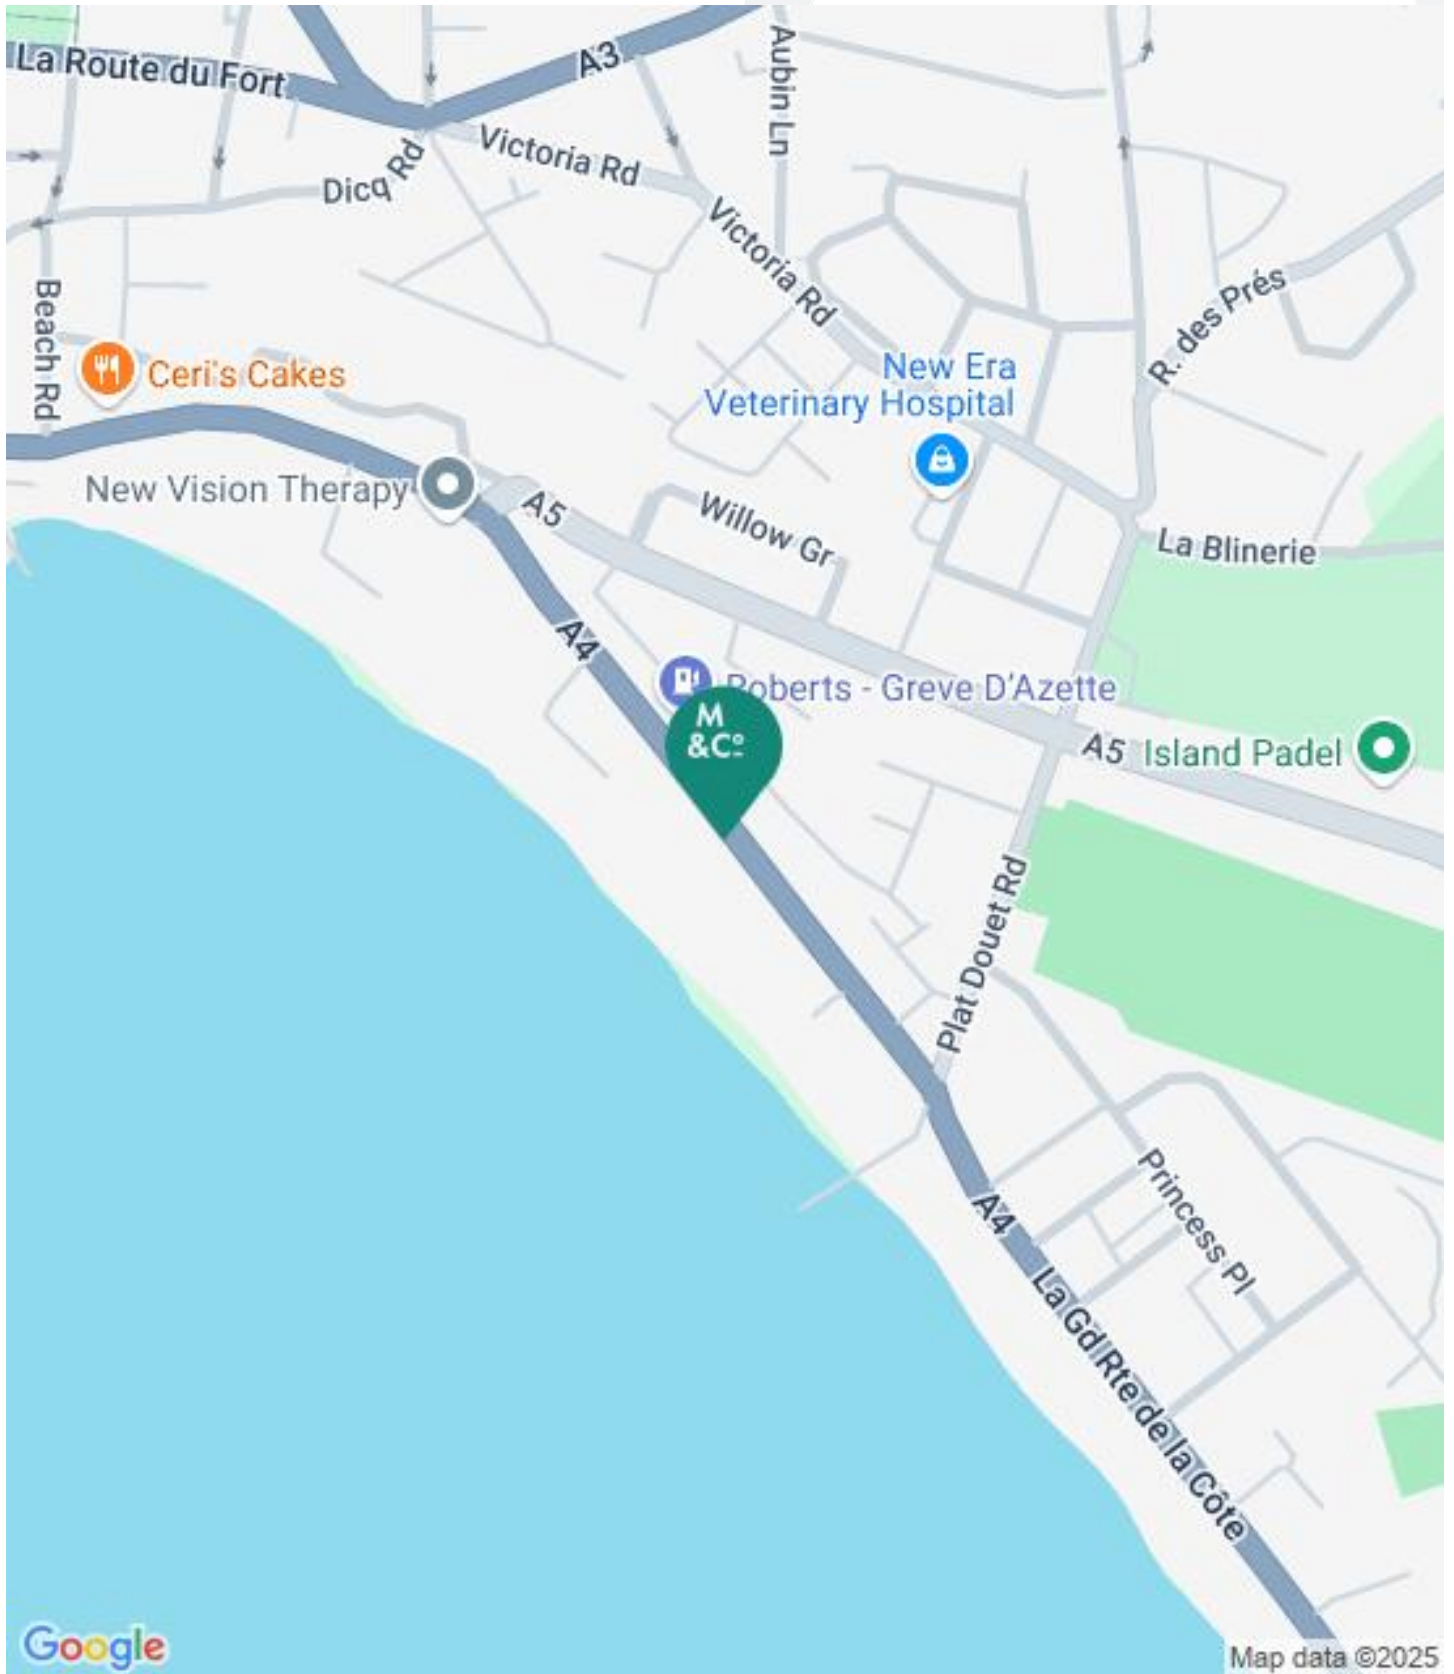 La Route du Fort
A3
Aubin Ln
Victoria Rd
Dicq Rd
Victoria Rd
Beach Rd
R. des Prés
Ceri's Cakes
New Era
Veterinary Hospital
New Vision Therapy
A5
Willow Gr
La Blinerie
A4
Roberts - Greve D'Azette
M
&Cº
A5
Island Padel
Plat Douet Rd
Princess Pl
A4
La Gd Rte de la Côte
Google
Map data ©2025